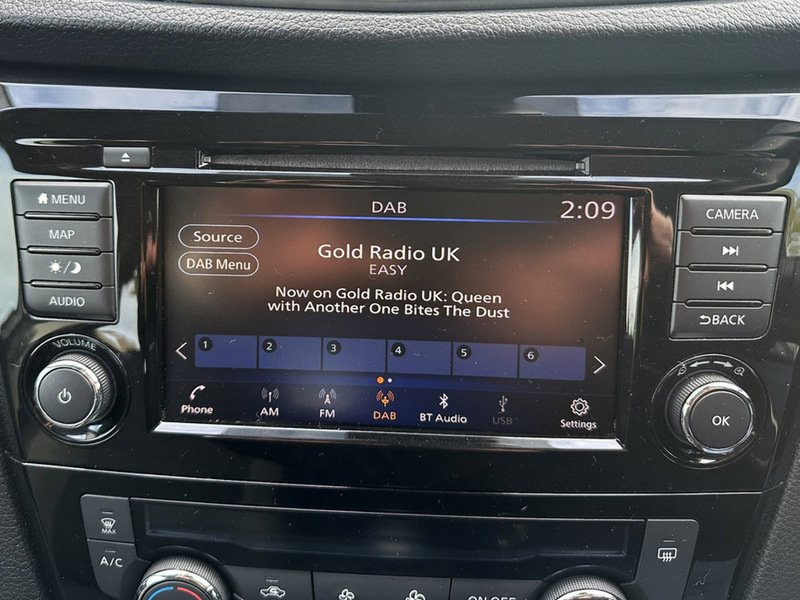 MENU
MAP
AUDIO
VOLUME
DAB
2:09
Source
DAB Menu
Gold Radio UK
EASY
Now on Gold Radio UK: Queen
with Another One Bites The Dust
1 2 3 4 5 6
Phone AM FM DAB BT Audio USB Settings
CAMERA
BACK
OK
MAX
A/C
ON·OFF